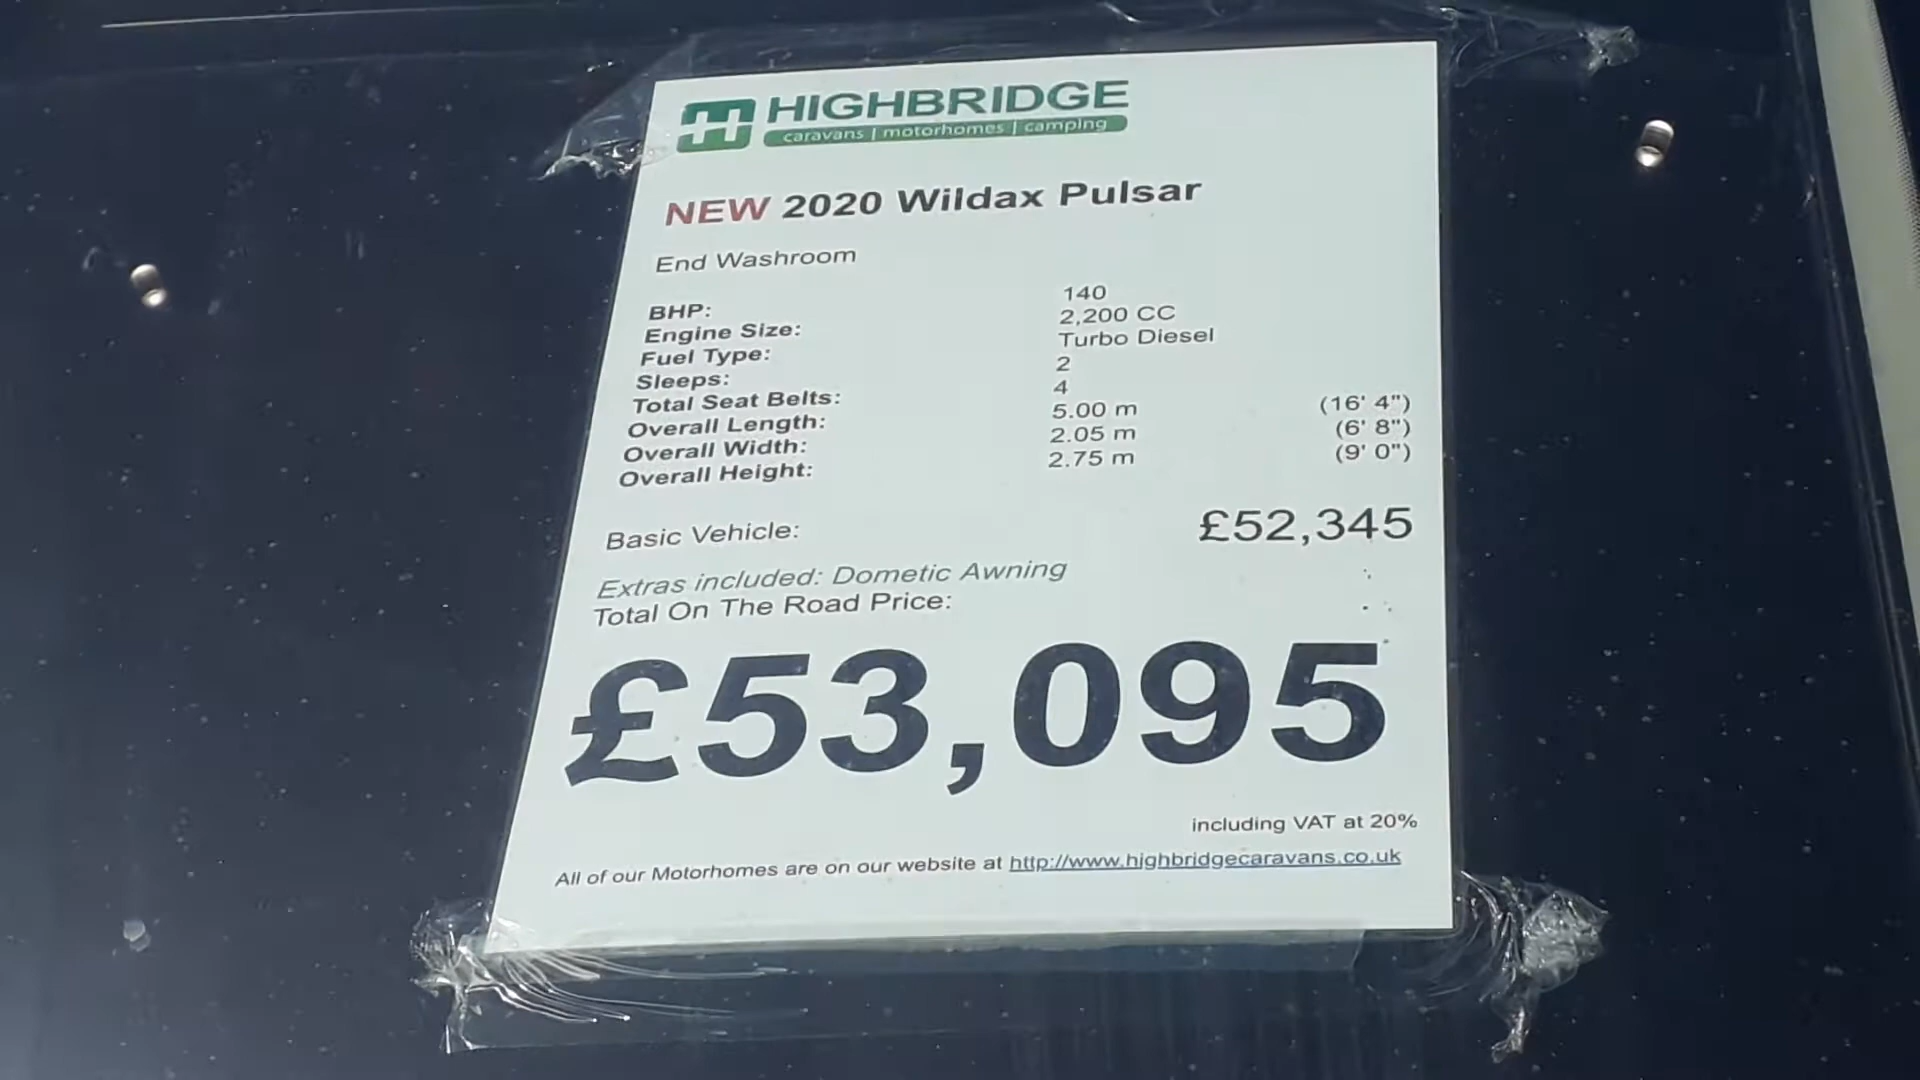 HIGHBRIDGE
caravans | motorhomes | camping
NEW 2020 Wildax Pulsar
End Washroom
BHP: 140
Engine Size: 2,200 CC
Fuel Type: Turbo Diesel
Sleeps: 2
Total Seat Belts: 4
Overall Length: 5.00 m (16' 4")
Overall Width: 2.05 m (6' 8")
Overall Height: 2.75 m (9' 0")
Basic Vehicle: £52,345
Extras included: Dometic Awning
Total On The Road Price:
£53,095
including VAT at 20%
All of our Motorhomes are on our website at http://www.highbridgecaravans.co.uk